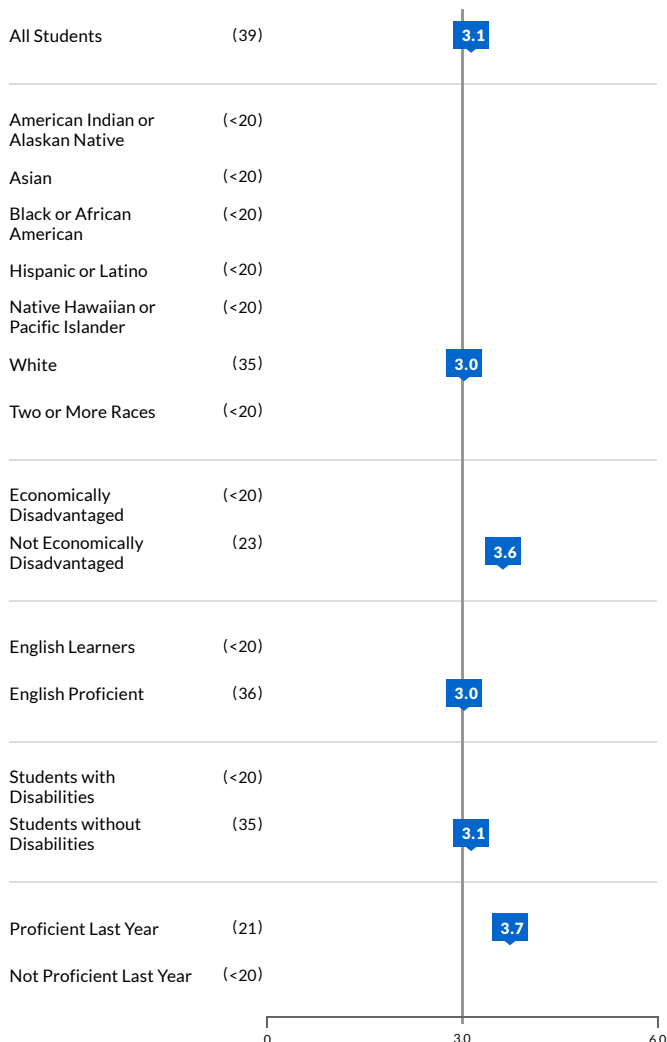 All Students (39) 3.1
American Indian or (<20)
Alaskan Native
Asian (<20)
Black or African (<20)
American
Hispanic or Latino (<20)
Native Hawaiian or (<20)
Pacific Islander
White (35) 3.0
Two or More Races (<20)
Economically (<20)
Disadvantaged
Not Economically (23) 3.6
Disadvantaged
English Learners (<20)
English Proficient (36) 3.0
Students with (<20)
Disabilities
Students without (35) 3.1
Disabilities
Proficient Last Year (21) 3.7
Not Proficient Last Year (<20)
0 3.0 6.0